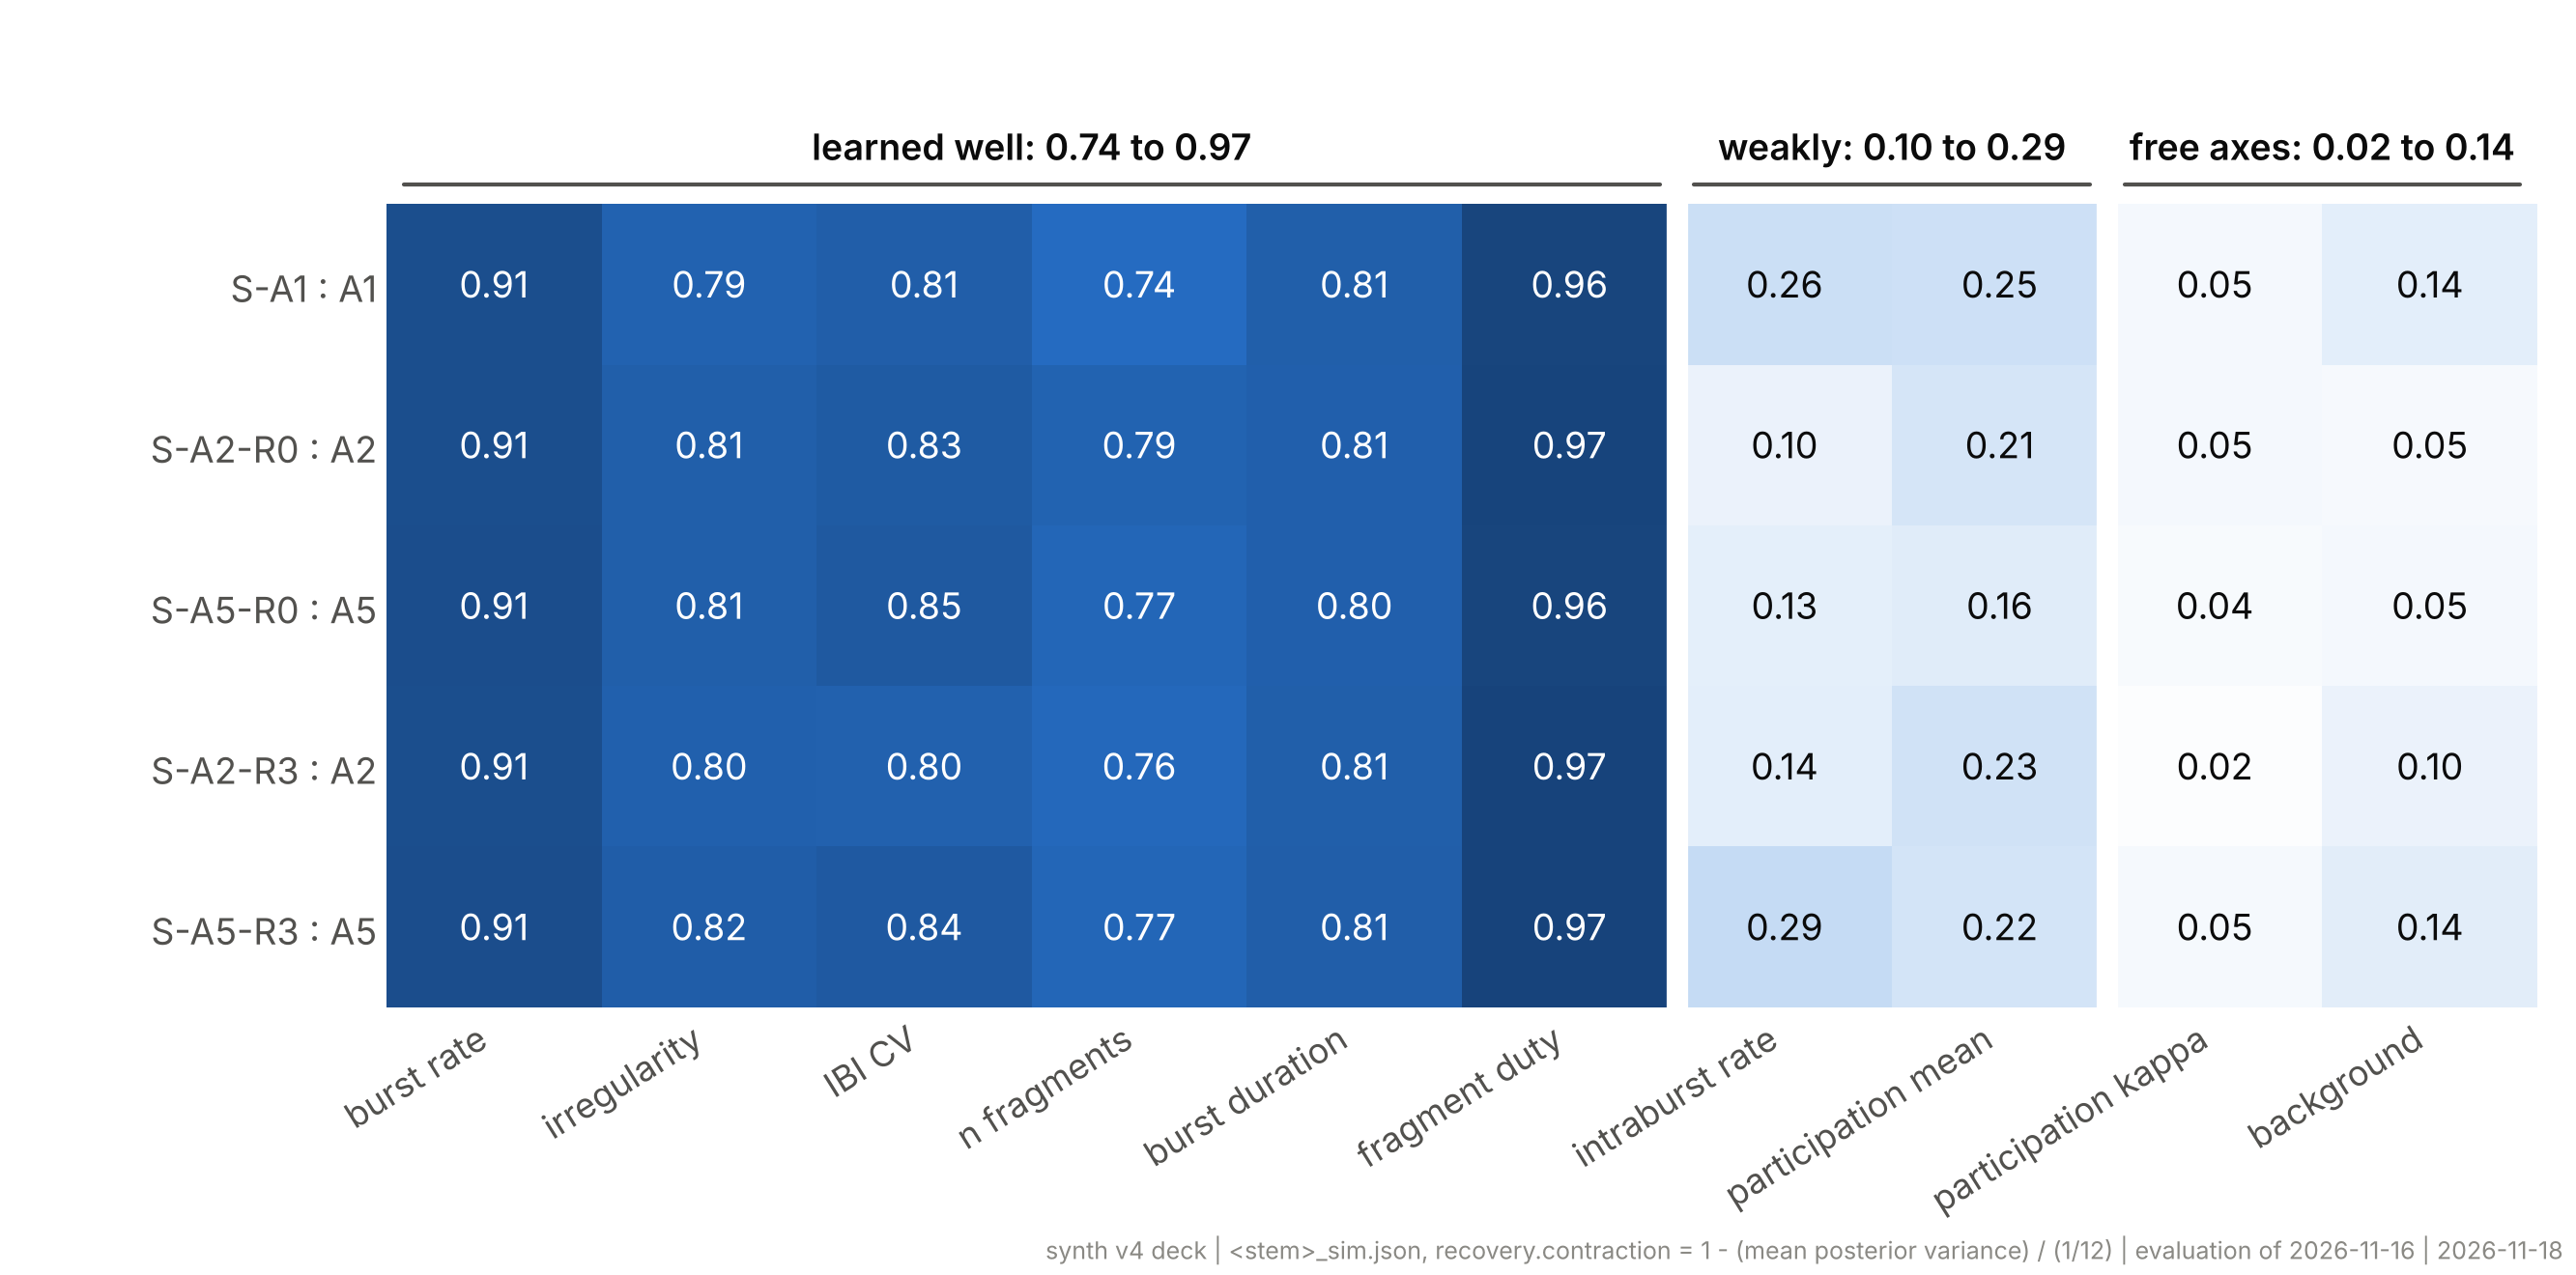 learned well: 0.74 to 0.97 weakly: 0.10 to 0.29 free axes: 0.02 to 0.14
S-A1 : A1 0.91 0.79 0.81 0.74 0.81 0.96 0.26 0.25 0.05 0.14
S-A2-R0 : A2 0.91 0.81 0.83 0.79 0.81 0.97 0.10 0.21 0.05 0.05
S-A5-R0 : A5 0.91 0.81 0.85 0.77 0.80 0.96 0.13 0.16 0.04 0.05
S-A2-R3 : A2 0.91 0.80 0.80 0.76 0.81 0.97 0.14 0.23 0.02 0.10
S-A5-R3 : A5 0.91 0.82 0.84 0.77 0.81 0.97 0.29 0.22 0.05 0.14
burst rate irregularity IBI CV n fragments burst duration fragment duty intraburst rate participation mean participation kappa background
synth v4 deck | <stem>_sim.json, recovery.contraction = 1 - (mean posterior variance) / (1/12) | evaluation of 2026-11-16 | 2026-11-18